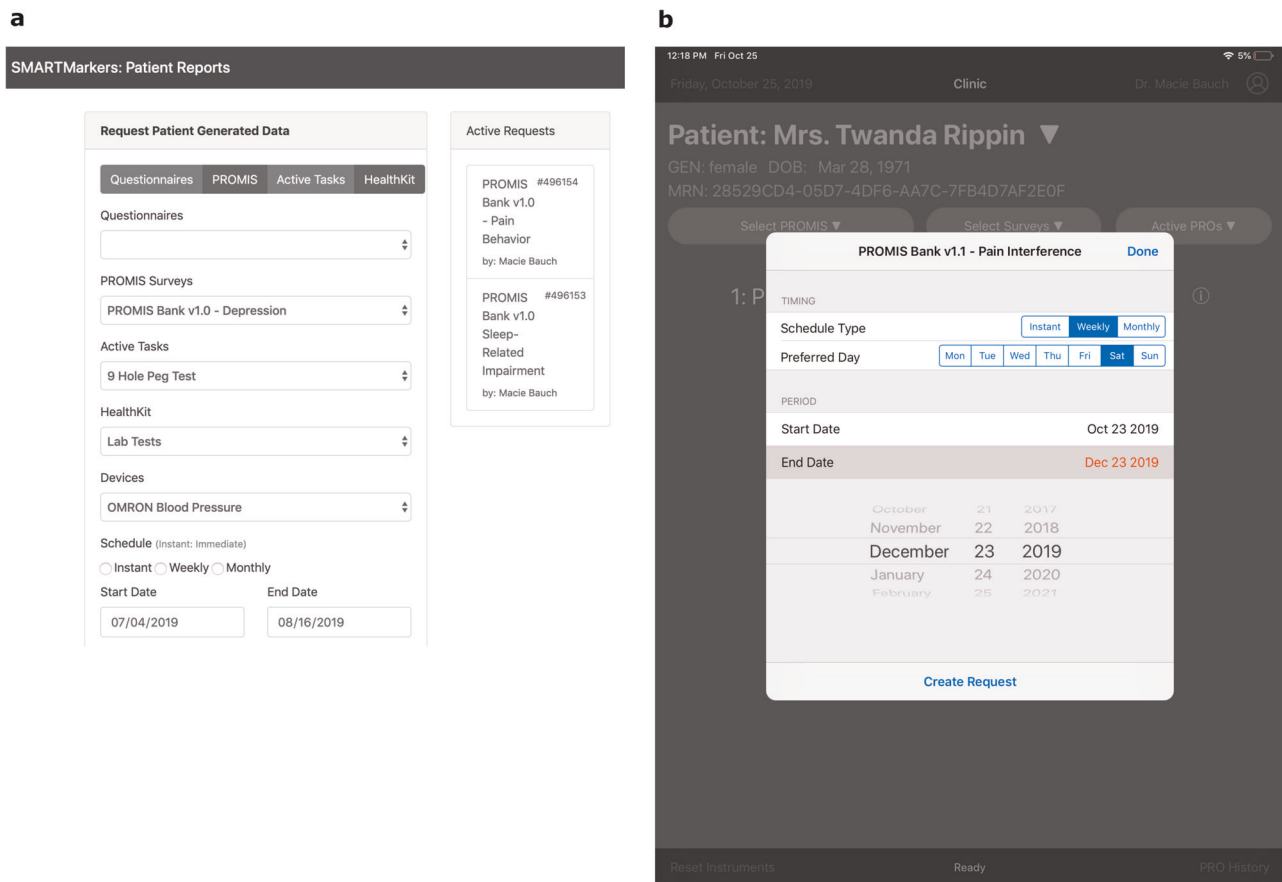 a
SMARTMarkers: Patient Reports
Request Patient Generated Data
Questionnaires PROMIS Active Tasks HealthKit
Questionnaires
PROMIS Surveys
PROMIS Bank v1.0 - Depression
Active Tasks
9 Hole Peg Test
HealthKit
Lab Tests
Devices
OMRON Blood Pressure
Schedule (Instant: Immediate)
Instant Weekly Monthly
Start Date End Date
07/04/2019 08/16/2019
Active Requests
PROMIS #496154
Bank v1.0
- Pain
Behavior
by: Macie Bauch
PROMIS #496153
Bank v1.0
Sleep-
Related
Impairment
by: Macie Bauch
b
12:18 PM Fri Oct 25 5%
Friday, October 25, 2019 Clinic Dr. Macie Bauch
Patient: Mrs. Twanda Rippin ▼
GEN: female DOB: Mar 28, 1971
MRN: 28529CD4-05D7-4DF6-AA7C-7FB4D7AF2E0F
Select PROMIS ▼ Select Surveys ▼ Active PROs ▼
1: P
PROMIS Bank v1.1 - Pain Interference Done
TIMING
Schedule Type Instant Weekly Monthly
Preferred Day Mon Tue Wed Thu Fri Sat Sun
PERIOD
Start Date Oct 23 2019
End Date Dec 23 2019
October 21 2017
November 22 2018
December 23 2019
January 24 2020
February 25 2021
Create Request
Reset Instruments Ready PRO History